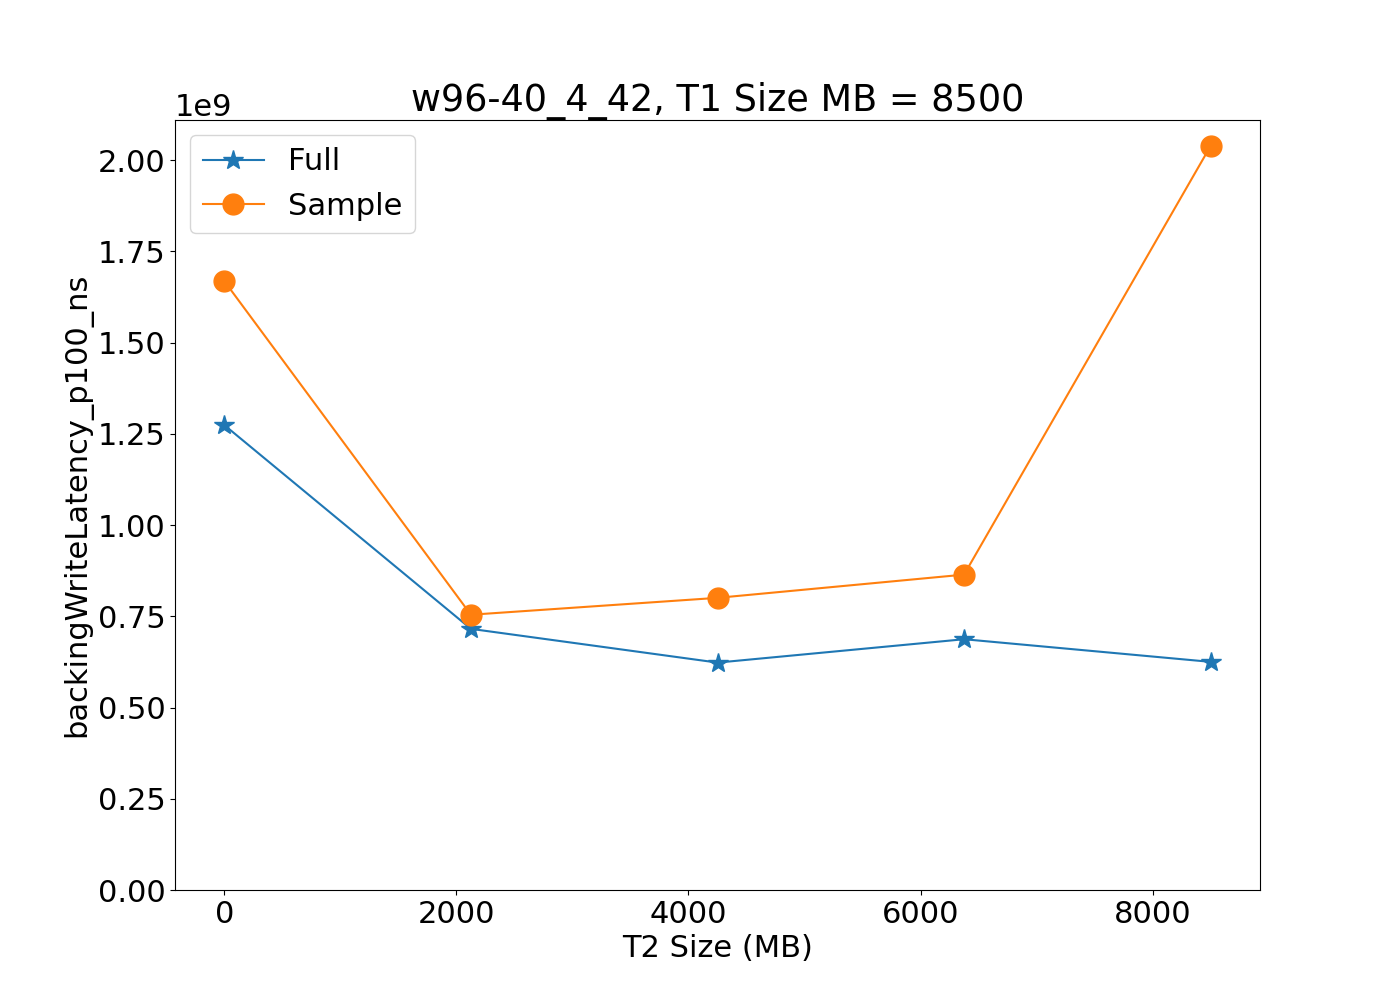 w96-40_4_42, T1 Size MB = 8500
1e9
Full
Sample
2.00
1.75
1.50
1.25
1.00
0.75
0.50
0.25
0.00
backingWriteLatency_p100_ns
0 2000 4000 6000 8000
T2 Size (MB)